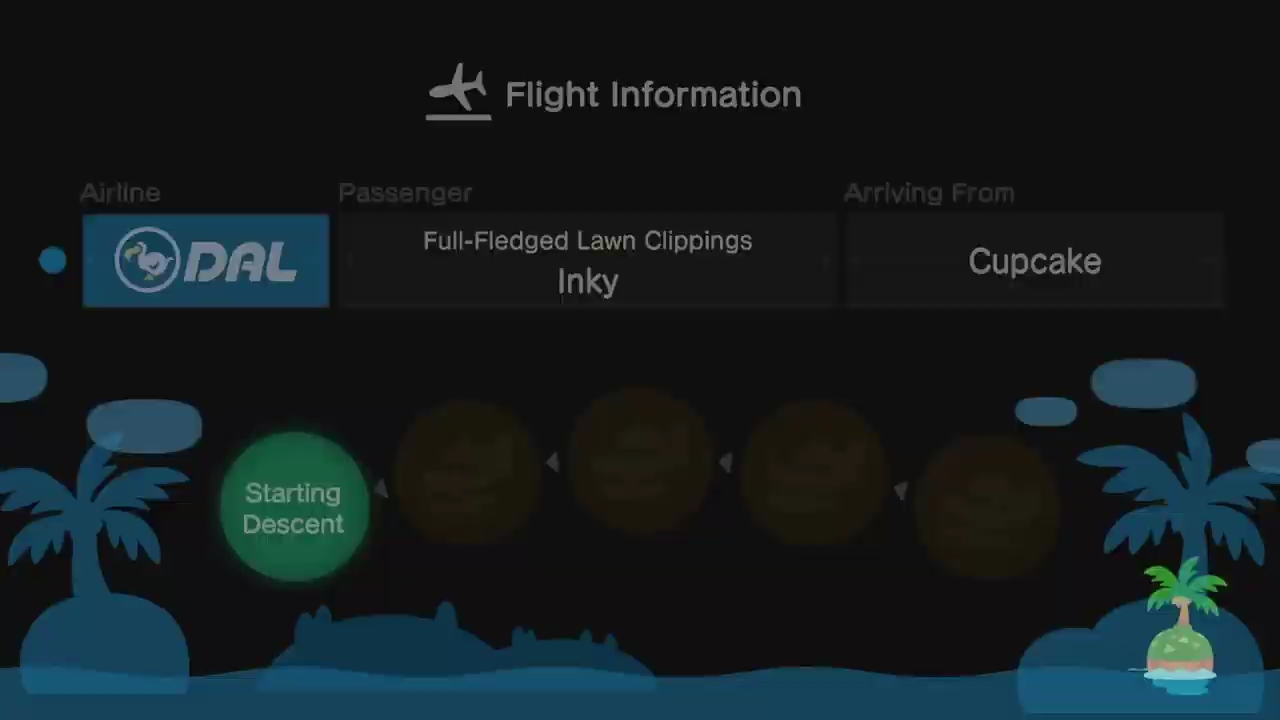 Flight Information
Airline
Passenger
Arriving From
DAL
Full-Fledged Lawn Clippings
Inky
Cupcake
Starting
Descent